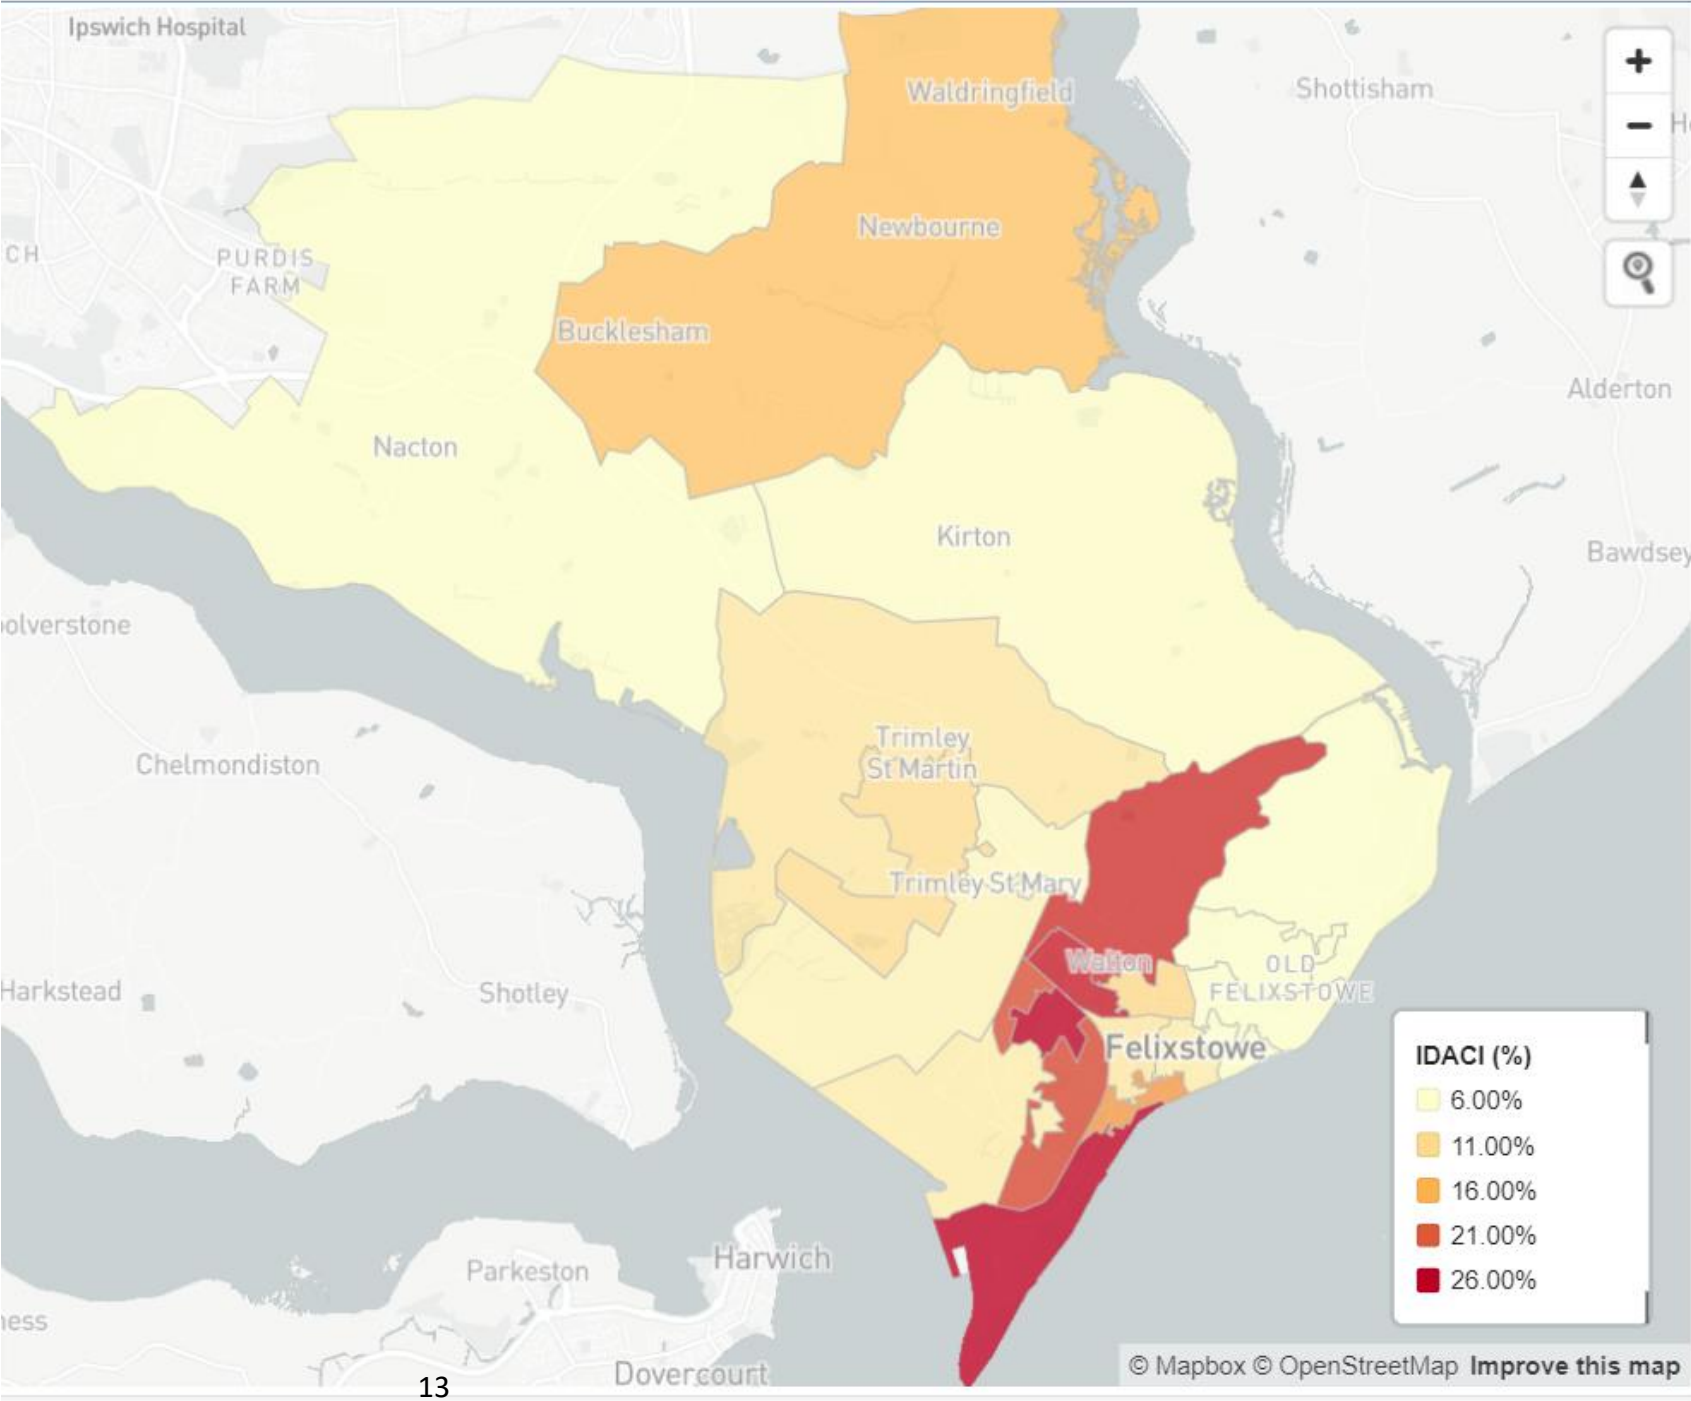 Ipswich Hospital
Waldringfield
Shottisham
+
−
Newbourne
CH
PURDIS
FARM
Bucklesham
Alderton
Nacton
Kirton
Bawdsey
olverstone
Trimley
St Martin
Chelmondiston
Trimley St Mary
Walton
OLD
FELIXSTOWE
Harkstead
Shotley
Felixstowe
IDACI (%)
6.00%
11.00%
16.00%
21.00%
26.00%
Harwich
Parkeston
ness
Dovercourt
© Mapbox © OpenStreetMap Improve this map
13